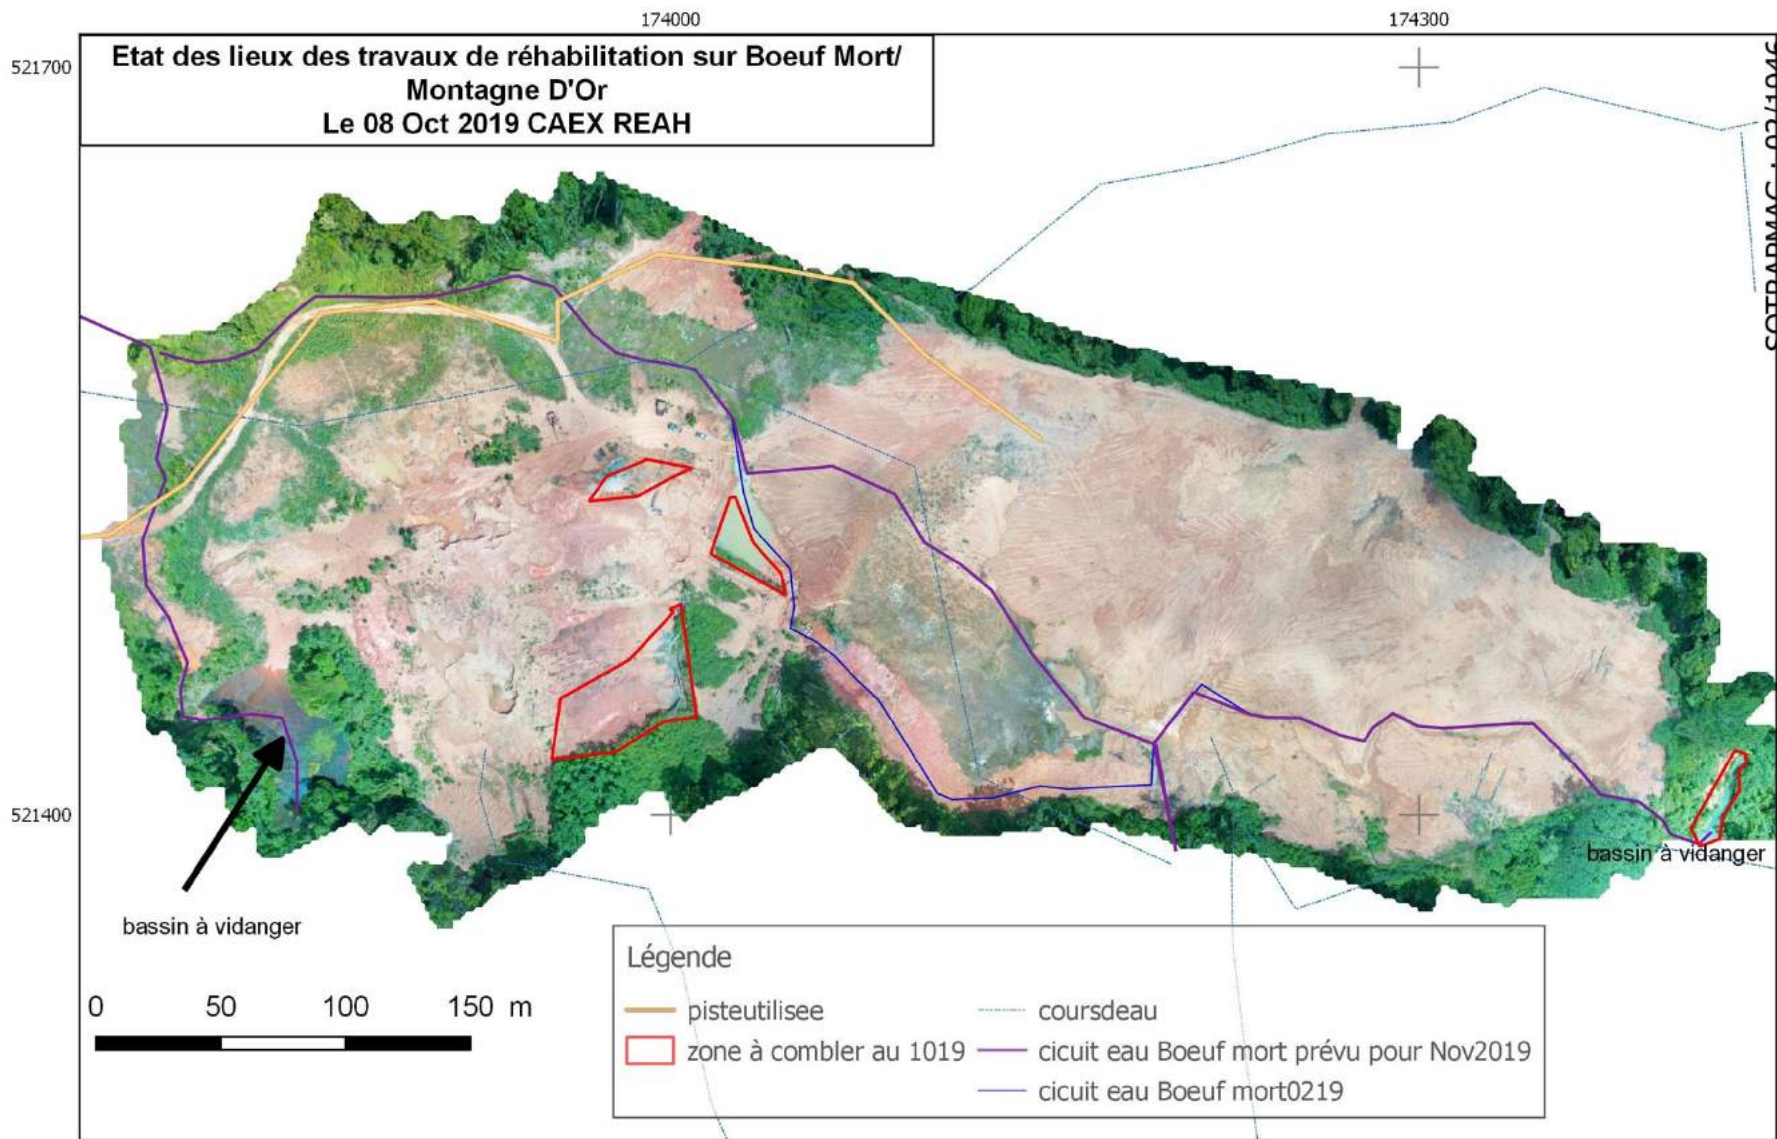 174000
174300
521700
Etat des lieux des travaux de réhabilitation sur Boeuf Mort/
Montagne D'Or
Le 08 Oct 2019 CAEX REAH
521400
bassin à vidanger
bassin à vidanger
0 50 100 150 m
Légende
pisteutilisee
zone à combler au 1019
coursdeau
cicuit eau Boeuf mort prévu pour Nov2019
cicuit eau Boeuf mort0219